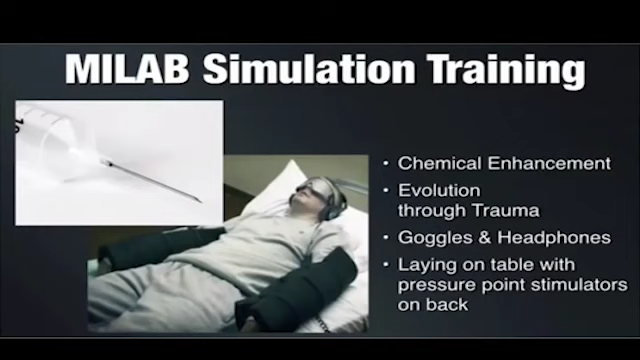 MILAB Simulation Training
• Chemical Enhancement
• Evolution
through Trauma
• Goggles & Headphones
• Laying on table with
pressure point stimulators
on back